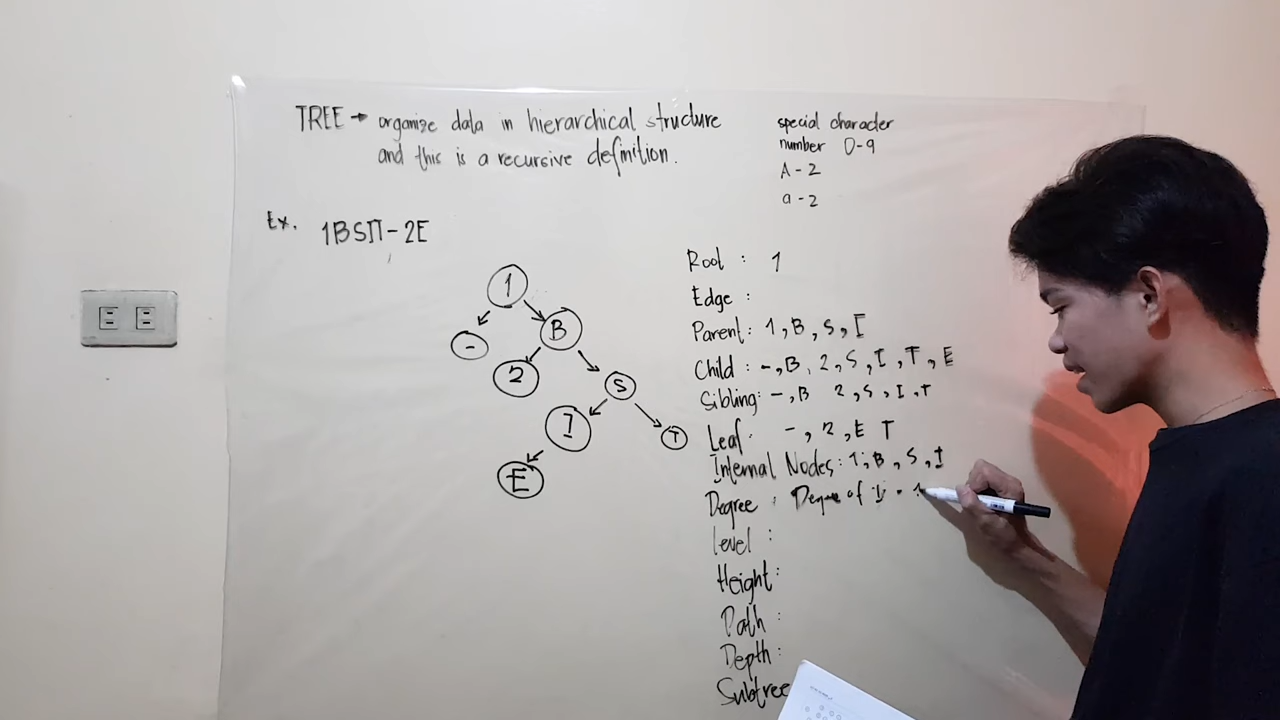 TREE → organize data in hierarchical structure
and this is a recursive definition.
special character
number 0-9
A-Z
a-z
Ex. 1BSIT-2E
1
-
B
2
S
I
T
E
Root : 1
Edge :
Parent: 1, B, S, I
Child : -, B, 2, S, I, T, E
Sibling: -, B 2, S, I, T
Leaf: -, 2, E T
Internal Nodes: 1, B, S, I
Degree : Degree of
Level :
Height:
Path :
Depth:
Subtree